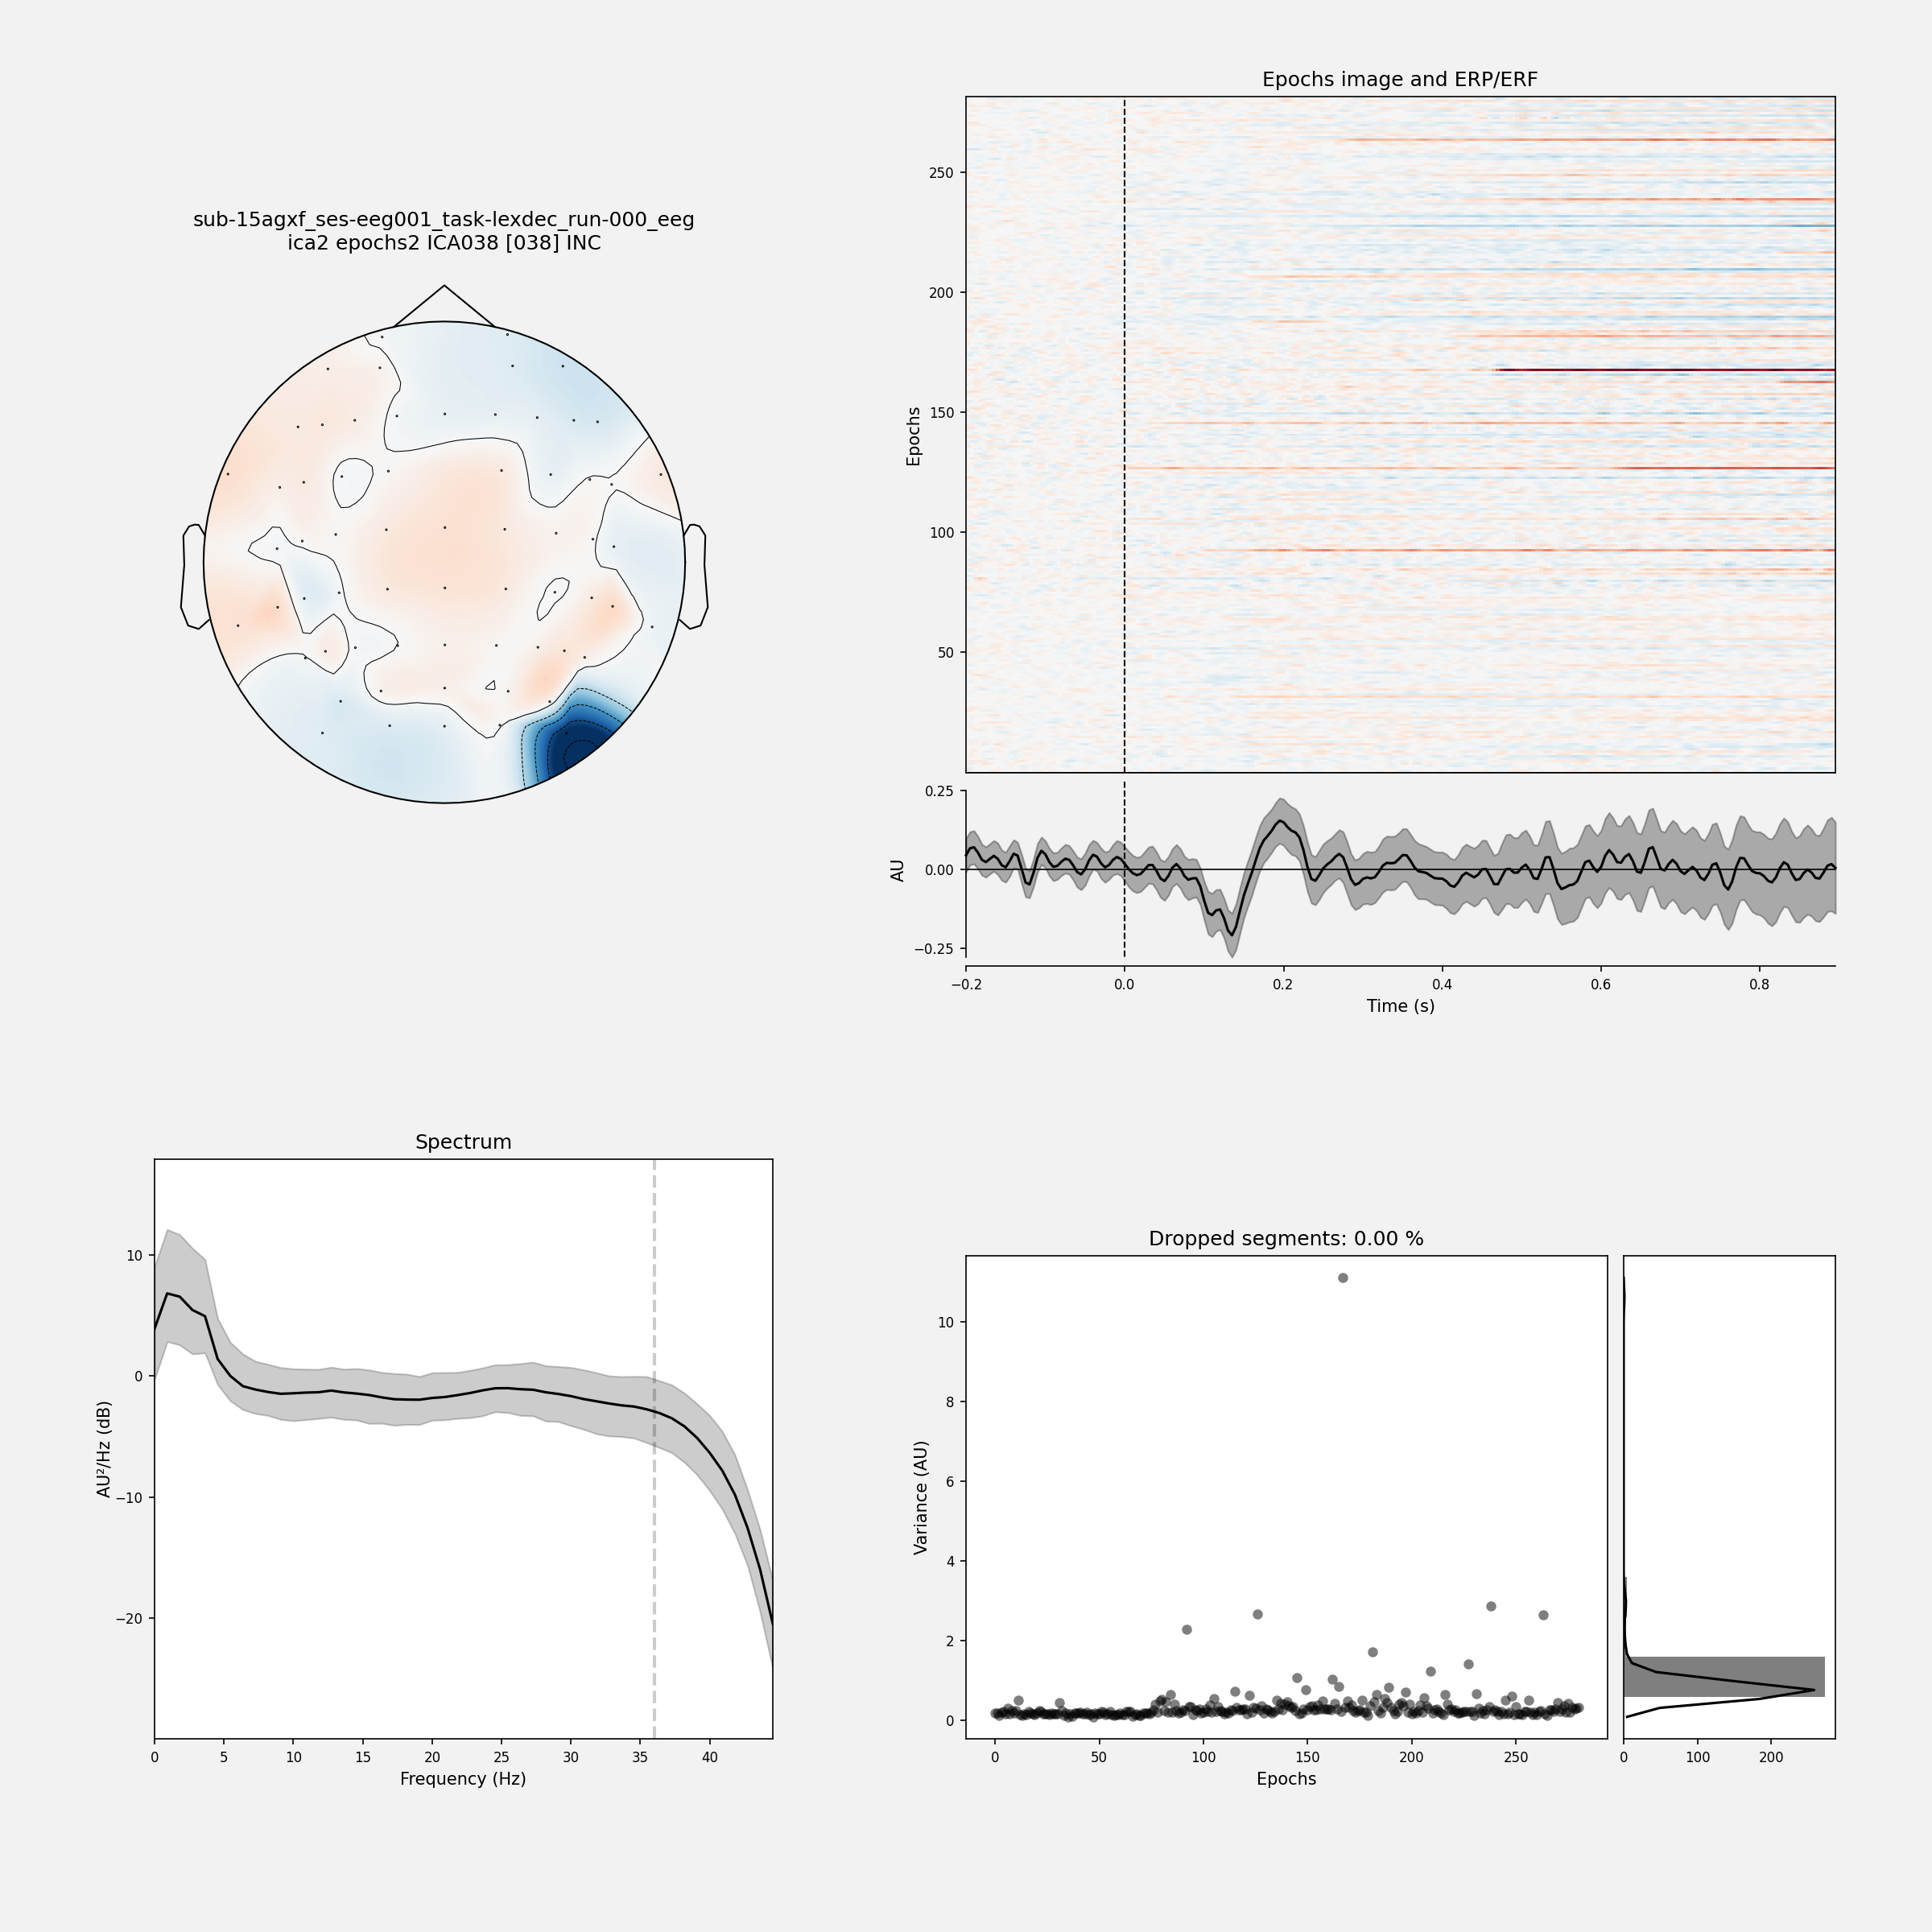 sub-15agxf_ses-eeg001_task-lexdec_run-000_eeg
ica2 epochs2 ICA038 [038] INC
Epochs image and ERP/ERF
Epochs
250
200
150
100
50
0.25
0.00
−0.25
AU
−0.2 0.0 0.2 0.4 0.6 0.8
Time (s)
Spectrum
10
0
−10
−20
AU²/Hz (dB)
0 5 10 15 20 25 30 35 40
Frequency (Hz)
Dropped segments: 0.00 %
10
8
6
4
2
0
Variance (AU)
0 50 100 150 200 250
Epochs
0 100 200